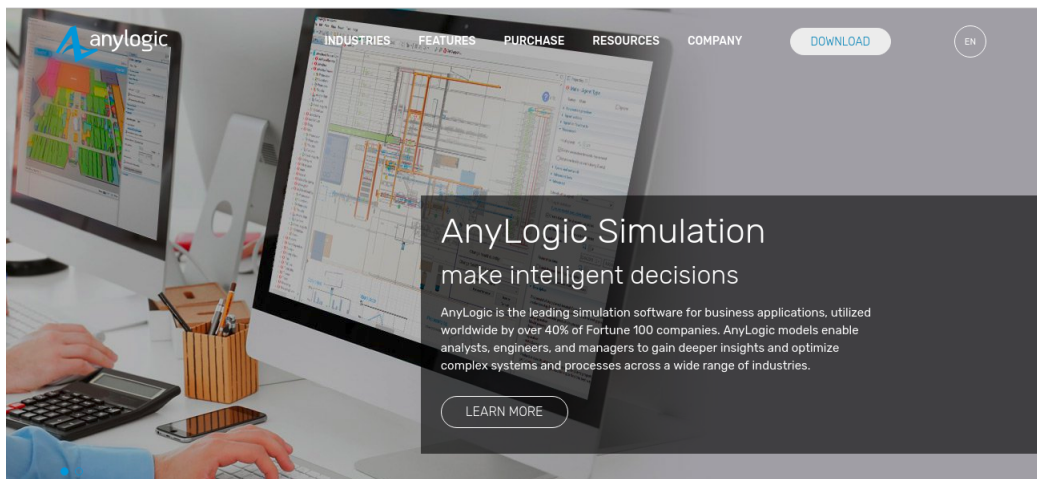 anylogic
INDUSTRIES
FEATURES
PURCHASE
RESOURCES
COMPANY
DOWNLOAD
EN
AnyLogic Simulation
make intelligent decisions
AnyLogic is the leading simulation software for business applications, utilized
worldwide by over 40% of Fortune 100 companies. AnyLogic models enable
analysts, engineers, and managers to gain deeper insights and optimize
complex systems and processes across a wide range of industries.
LEARN MORE